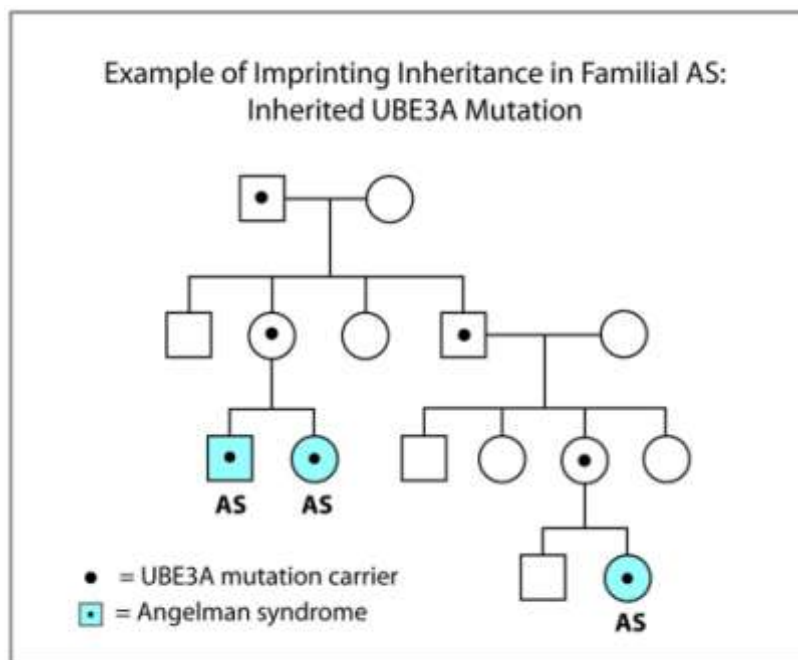 Example of Imprinting Inheritance in Familial AS:
Inherited UBE3A Mutation
AS
AS
= UBE3A mutation carrier
= Angelman syndrome
AS